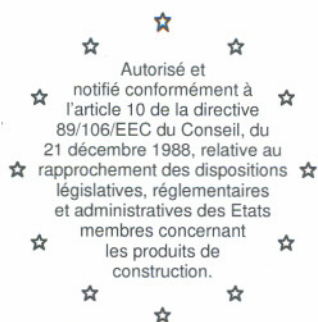 Autorisé et
notifié conformément à
l'article 10 de la directive
89/106/EEC du Conseil, du
21 décembre 1988, relative au
rapprochement des dispositions
législatives, réglementaires
et administratives des Etats
membres concernant
les produits de
construction.